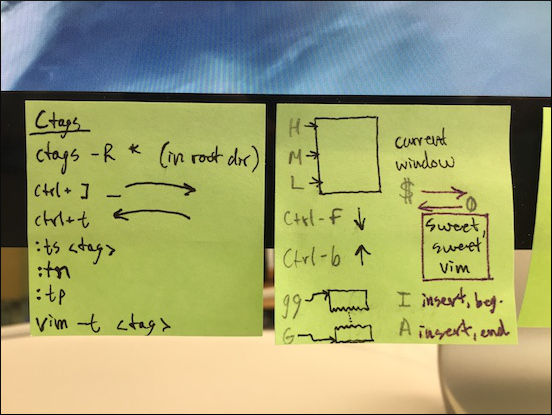 Ctags
ctags -R * (in root dir)
ctrl+] _
ctrl+t
:ts <tag>
:tn
:tp
vim -t <tag>
H
M
L
current
window
$
0
Ctrl-f
Ctrl-b
sweet,
sweet
vim
gg
G
I insert, beg.
A insert, end